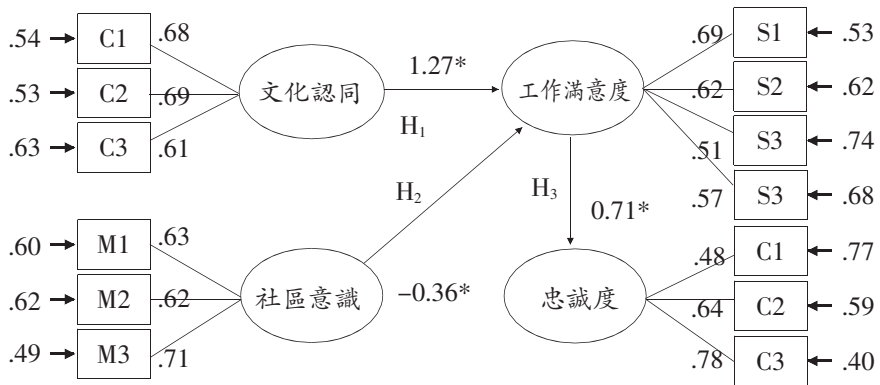 .54 C1 .68
.53 C2 .69
.63 C3 .61
文化認同
1.27*
H₁
工作滿意度
.69 S1 .53
.62 S2 .62
.51 S3 .74
.57 S3 .68
H₂
H₃
0.71*
.60 M1 .63
.62 M2 .62
.49 M3 .71
社區意識
−0.36*
忠誠度
.48 C1 .77
.64 C2 .59
.78 C3 .40